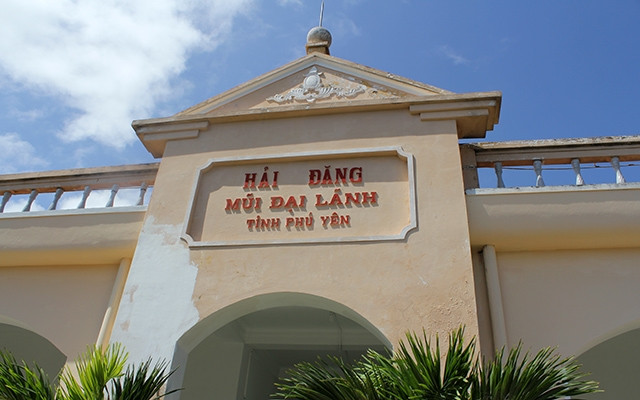 HẢI ĐĂNG
MŨI ĐẠI LÃNH
TỈNH PHÚ YÊN